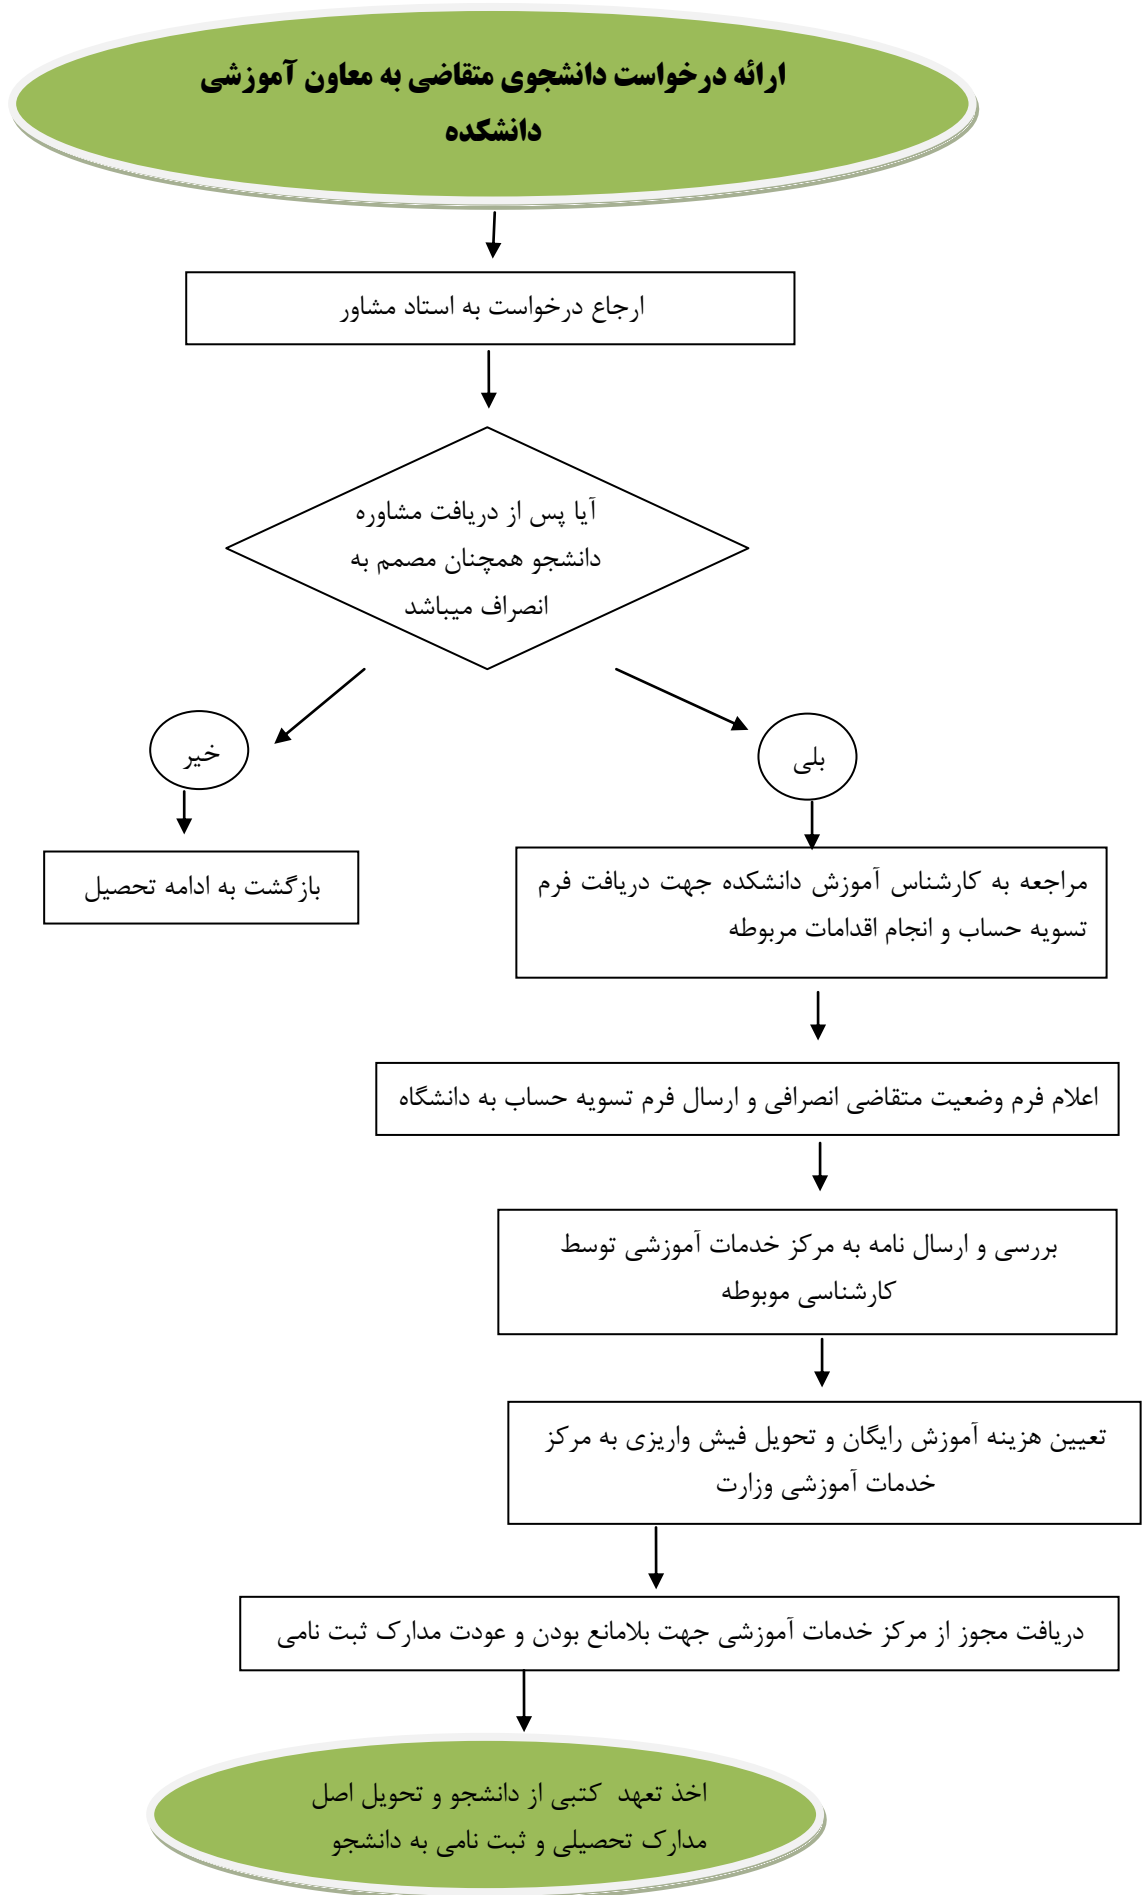 ارائه درخواست دانشجوی متقاضی به معاون آموزشی
دانشکده
ارجاع درخواست به استاد مشاور
آیا پس از دریافت مشاوره
دانشجو همچنان مصمم به
انصراف میباشد
خیر
بلی
بازگشت به ادامه تحصیل
مراجعه به کارشناس آموزش دانشکده جهت دریافت فرم
تسویه حساب و انجام اقدامات مربوطه
اعلام فرم وضعیت متقاضی انصرافی و ارسال فرم تسویه حساب به دانشگاه
بررسی و ارسال نامه به مرکز خدمات آموزشی توسط
کارشناسی موبوطه
تعیین هزینه آموزش رایگان و تحویل فیش واریزی به مرکز
خدمات آموزشی وزارت
دریافت مجوز از مرکز خدمات آموزشی جهت بلامانع بودن و عودت مدارک ثبت نامی
اخذ تعهد کتبی از دانشجو و تحویل اصل
مدارک تحصیلی و ثبت نامی به دانشجو